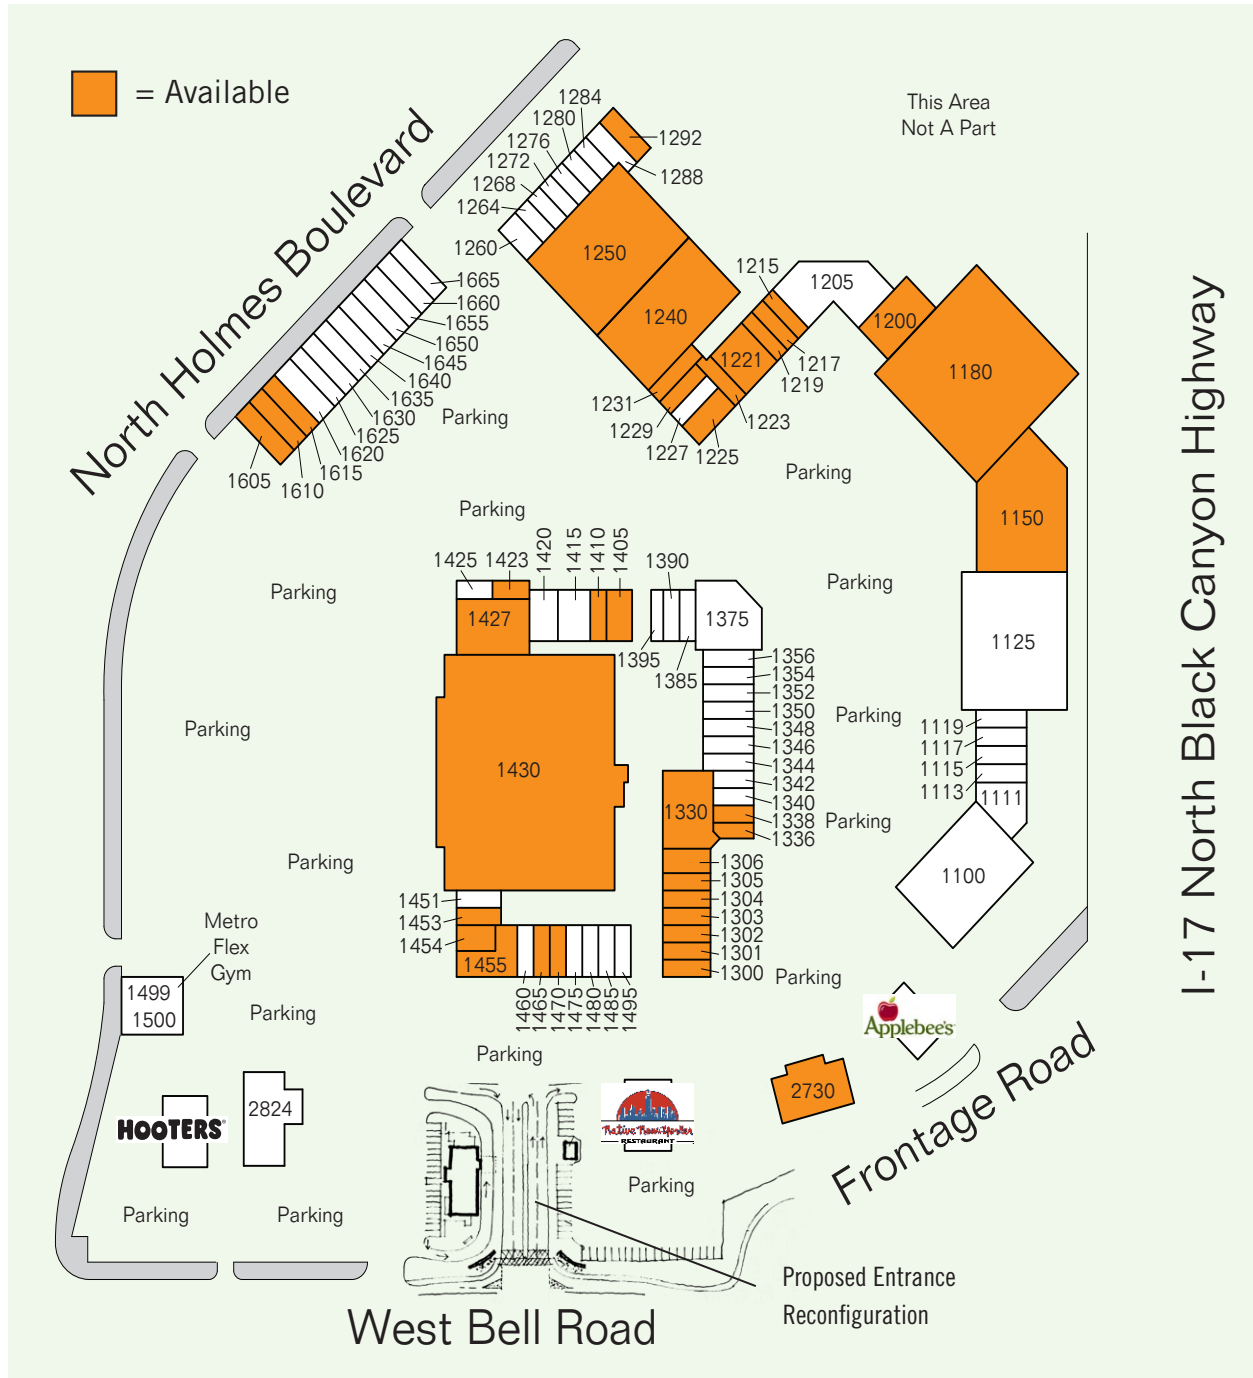 = Available
This Area
Not A Part
North Holmes Boulevard
I-17 North Black Canyon Highway
1284
1280
1276
1272
1268
1264
1260
1292
1288
1250
1240
1215
1205
1200
1180
1221
1217
1219
1223
1231
1229
1227
1225
1665
1660
1655
1650
1645
1640
1635
1630
1625
1620
1615
1610
1605
Parking
Parking
1150
Parking
1425
1423
1420
1415
1410
1405
1390
Parking
Parking
1427
1375
1395
1385
1125
1356
1354
1352
1350
1348
1346
1344
1342
1340
1338
1336
Parking
Parking
1119
1117
1115
1113
1111
1430
1330
Parking
Parking
1306
1305
1304
1303
1302
1301
1300
1100
1451
1453
1454
1455
1460
1465
1470
1475
1480
1485
1495
Metro
Flex
Gym
1499
1500
Parking
Parking
Applebee's
Parking
2730
Frontage Road
HOOTERS
2824
Native New Yorker
RESTAURANT
Parking
Parking
Parking
Proposed Entrance
Reconfiguration
West Bell Road